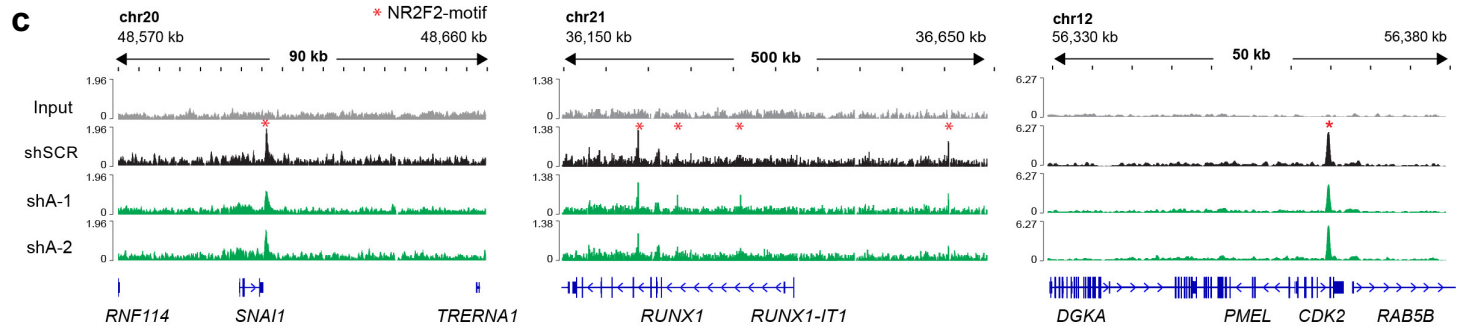 c
chr20
* NR2F2-motif
chr21
chr12
48,570 kb
48,660 kb
36,150 kb
36,650 kb
56,330 kb
56,380 kb
90 kb
500 kb
50 kb
Input
1.96
0
1.38
0
6.27
0
shSCR
1.96
0
*
1.38
0
* * * *
6.27
0
*
shA-1
1.96
0
1.38
0
6.27
0
shA-2
1.96
0
1.38
0
6.27
0
RNF114 SNAI1 TRERNA1
RUNX1 RUNX1-IT1
DGKA PMEL CDK2 RAB5B